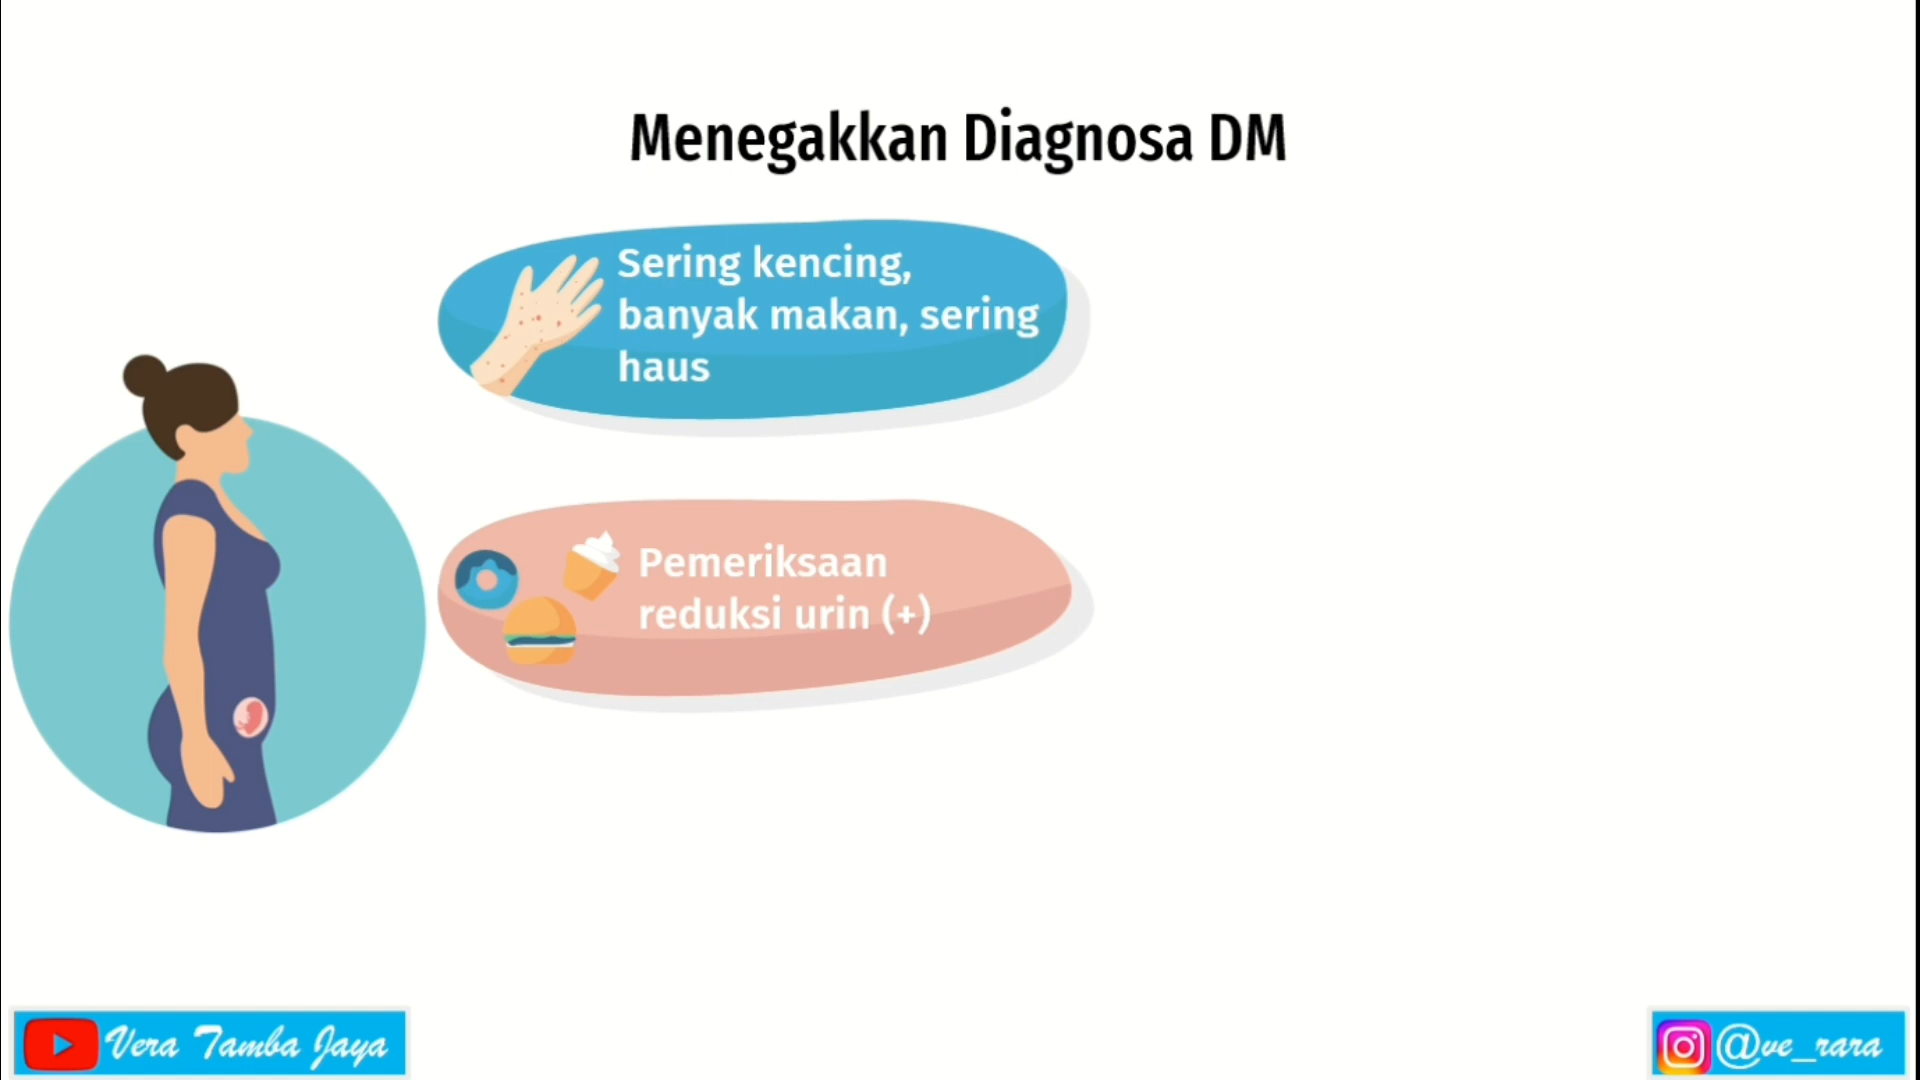 Menegakkan Diagnosa DM
Sering kencing,
banyak makan, sering
haus
Pemeriksaan
reduksi urin (+)
Vera Tamba Jaya
@ve_rara